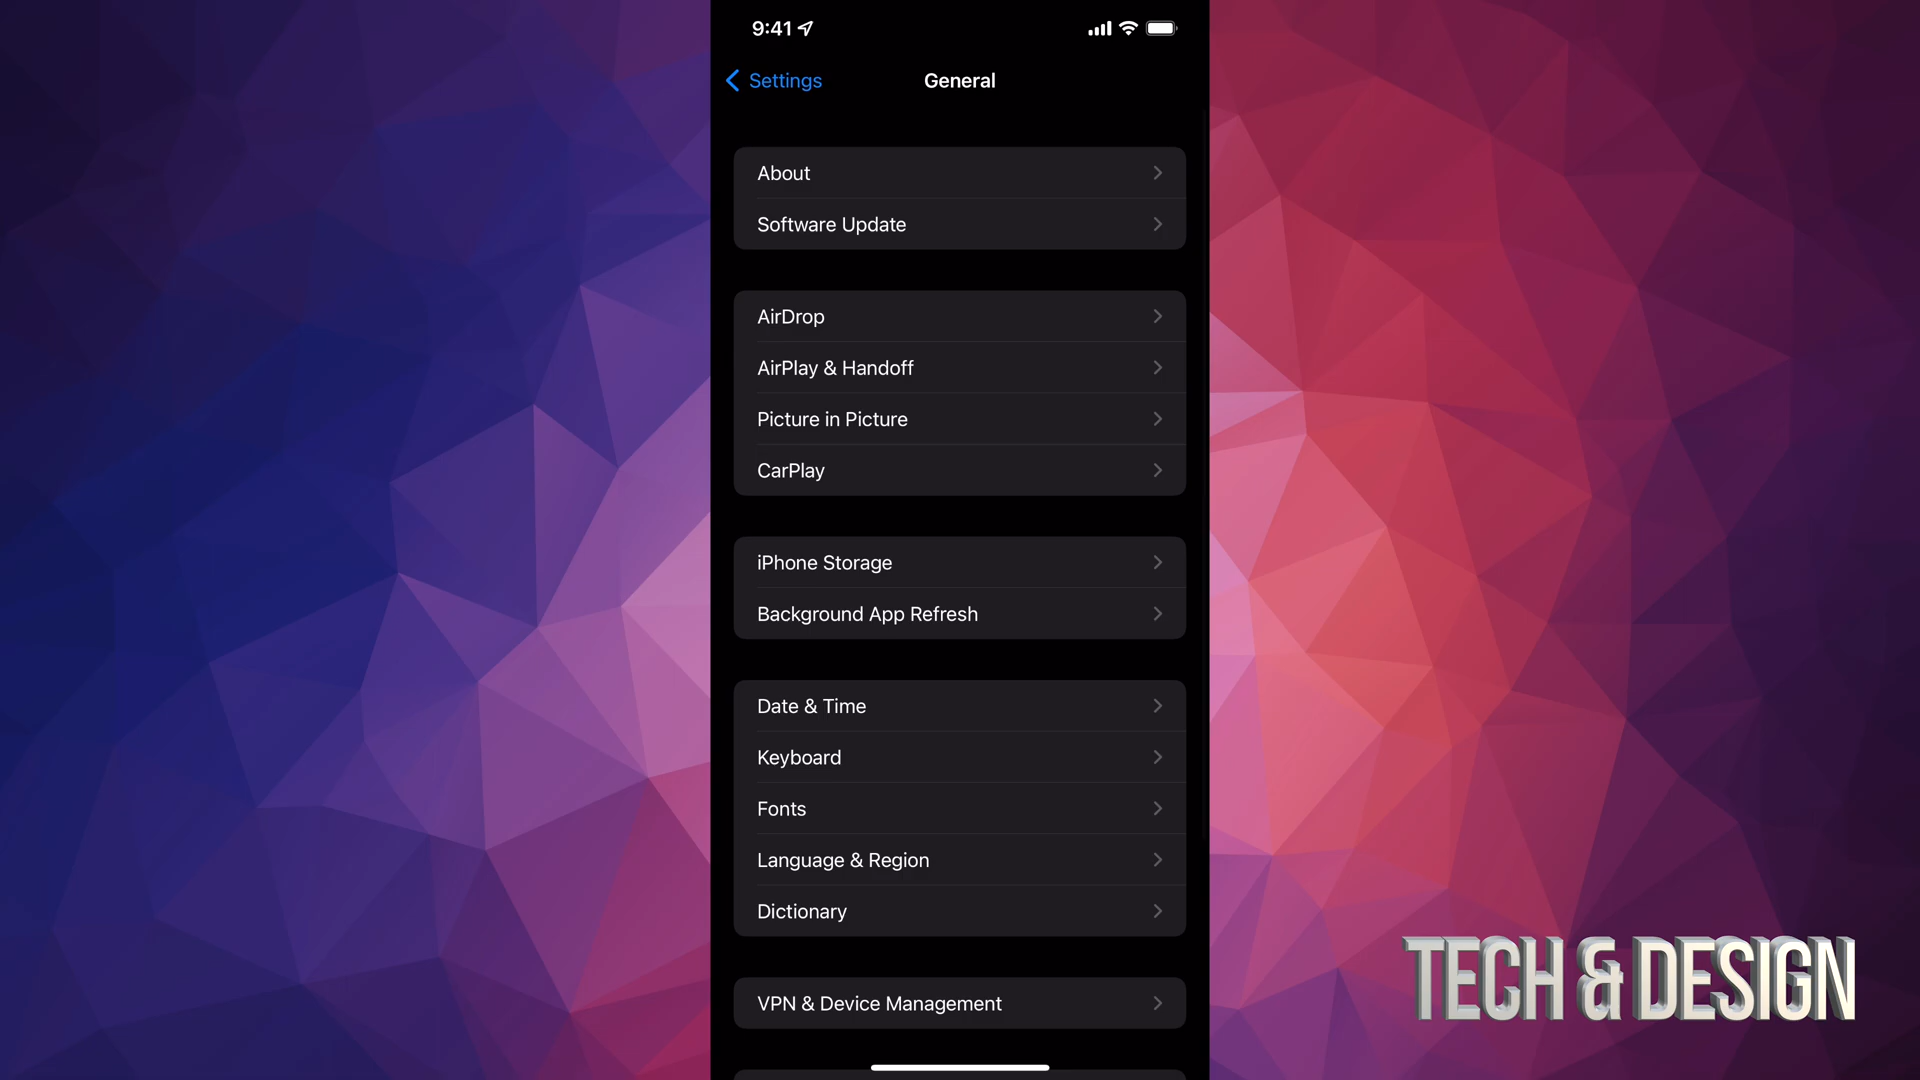 9:41
Settings
General
About
Software Update
AirDrop
AirPlay & Handoff
Picture in Picture
CarPlay
iPhone Storage
Background App Refresh
Date & Time
Keyboard
Fonts
Language & Region
Dictionary
VPN & Device Management
TECH & DESIGN